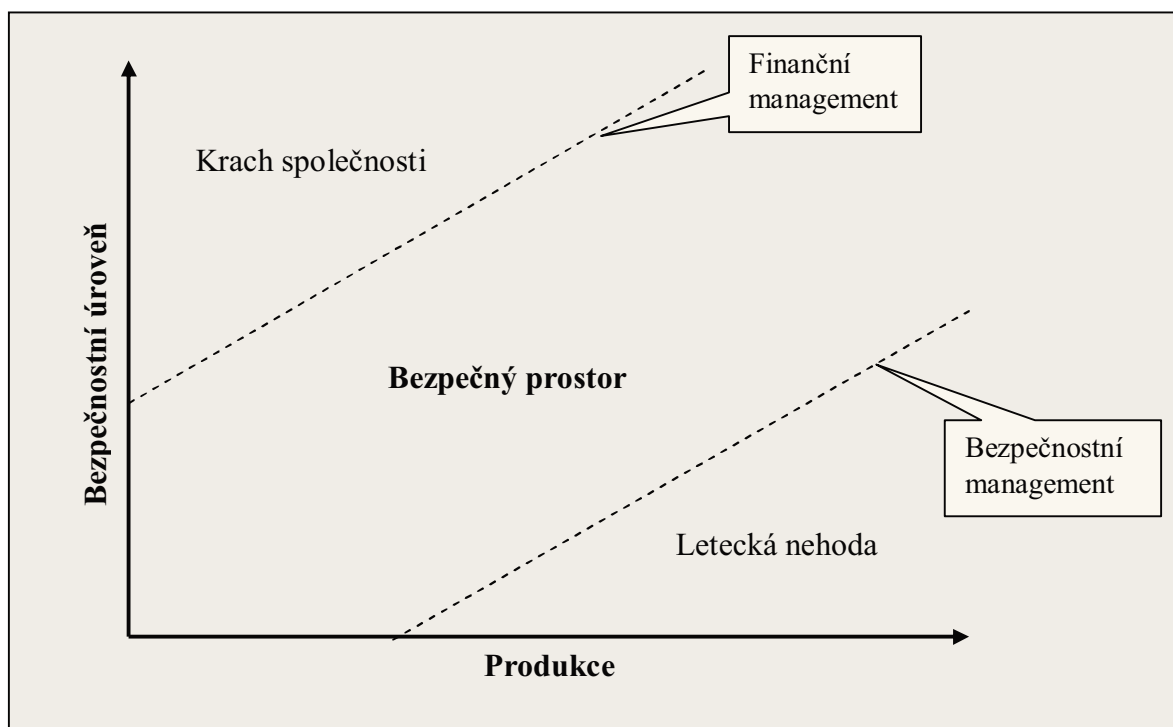 Finanční
management
Krach společnosti
Bezpečnostní úroveň
Bezpečný prostor
Bezpečnostní
management
Letecká nehoda
Produkce